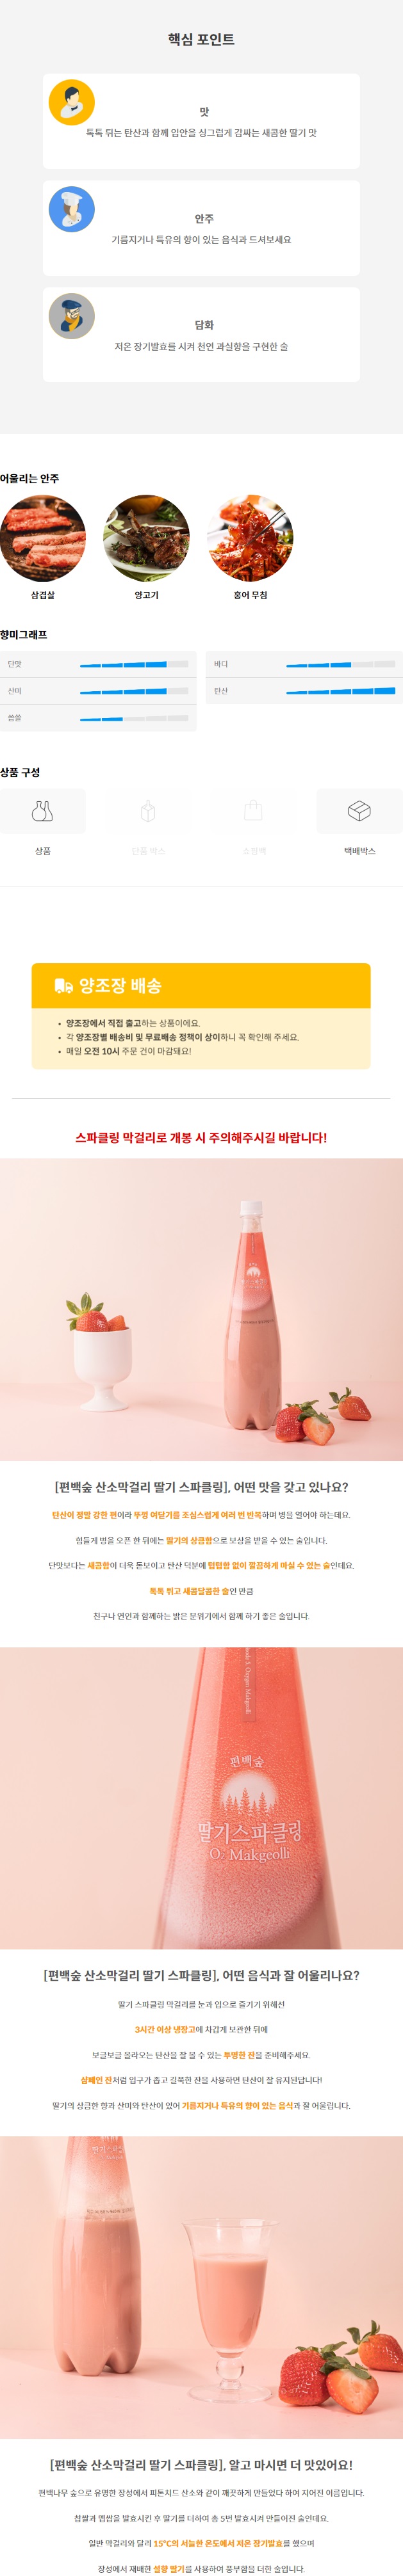 핵심 포인트
맛
톡톡 튀는 탄산과 함께 입안을 싱그럽게 감싸는 새콤한 딸기 맛
안주
기름지거나 특유의 향이 있는 음식과 드셔보세요
담화
저온 장기발효를 시켜 천연 과실향을 구현한 술
어울리는 안주
삼겹살
양고기
홍어 무침
향미그래프
단맛
바디
산미
탄산
씁쓸
상품 구성
상품
단품 박스
쇼핑백
택배박스
양조장 배송
• 양조장에서 직접 출고하는 상품이에요.
• 각 양조장별 배송비 및 무료배송 정책이 상이하니 꼭 확인해 주세요.
• 매일 오전 10시 주문 건이 마감돼요!
스파클링 막걸리로 개봉 시 주의해주시길 바랍니다!
[편백숲 산소막걸리 딸기 스파클링], 어떤 맛을 갖고 있나요?
탄산이 정말 강한 편이라 뚜껑 여닫기를 조심스럽게 여러 번 반복하며 병을 열어야 하는데요.
힘들게 병을 오픈 한 뒤에는 딸기의 상큼함으로 보상을 받을 수 있는 술입니다.
단맛보다는 새콤함이 더욱 돋보이고 탄산 덕분에 텁텁함 없이 깔끔하게 마실 수 있는 술인데요.
톡톡 튀고 새콤달콤한 술인 만큼
친구나 연인과 함께하는 밝은 분위기에서 함께 하기 좋은 술입니다.
편백숲
딸기스파클링
O₂ Makgeolli
[편백숲 산소막걸리 딸기 스파클링], 어떤 음식과 잘 어울리나요?
딸기 스파클링 막걸리를 눈과 입으로 즐기기 위해선
3시간 이상 냉장고에 차갑게 보관한 뒤에
보글보글 올라오는 탄산을 잘 볼 수 있는 투명한 잔을 준비해주세요.
샴페인 잔처럼 입구가 좁고 길쭉한 잔을 사용하면 탄산이 잘 유지된답니다!
딸기의 상큼한 향과 산미와 탄산이 있어 기름지거나 특유의 향이 있는 음식과 잘 어울립니다.
딸기스파클링
[편백숲 산소막걸리 딸기 스파클링], 알고 마시면 더 맛있어요!
편백나무 숲으로 유명한 장성에서 피톤치드 산소와 같이 깨끗하게 만들었다 하여 지어진 이름입니다.
찹쌀과 멥쌀을 발효시킨 후 딸기를 더하여 총 5번 발효시켜 만들어진 술인데요.
일반 막걸리와 달리 15℃의 서늘한 온도에서 저온 장기발효를 했으며
장성에서 재배한 설향 딸기를 사용하여 풍부함을 더한 술입니다.